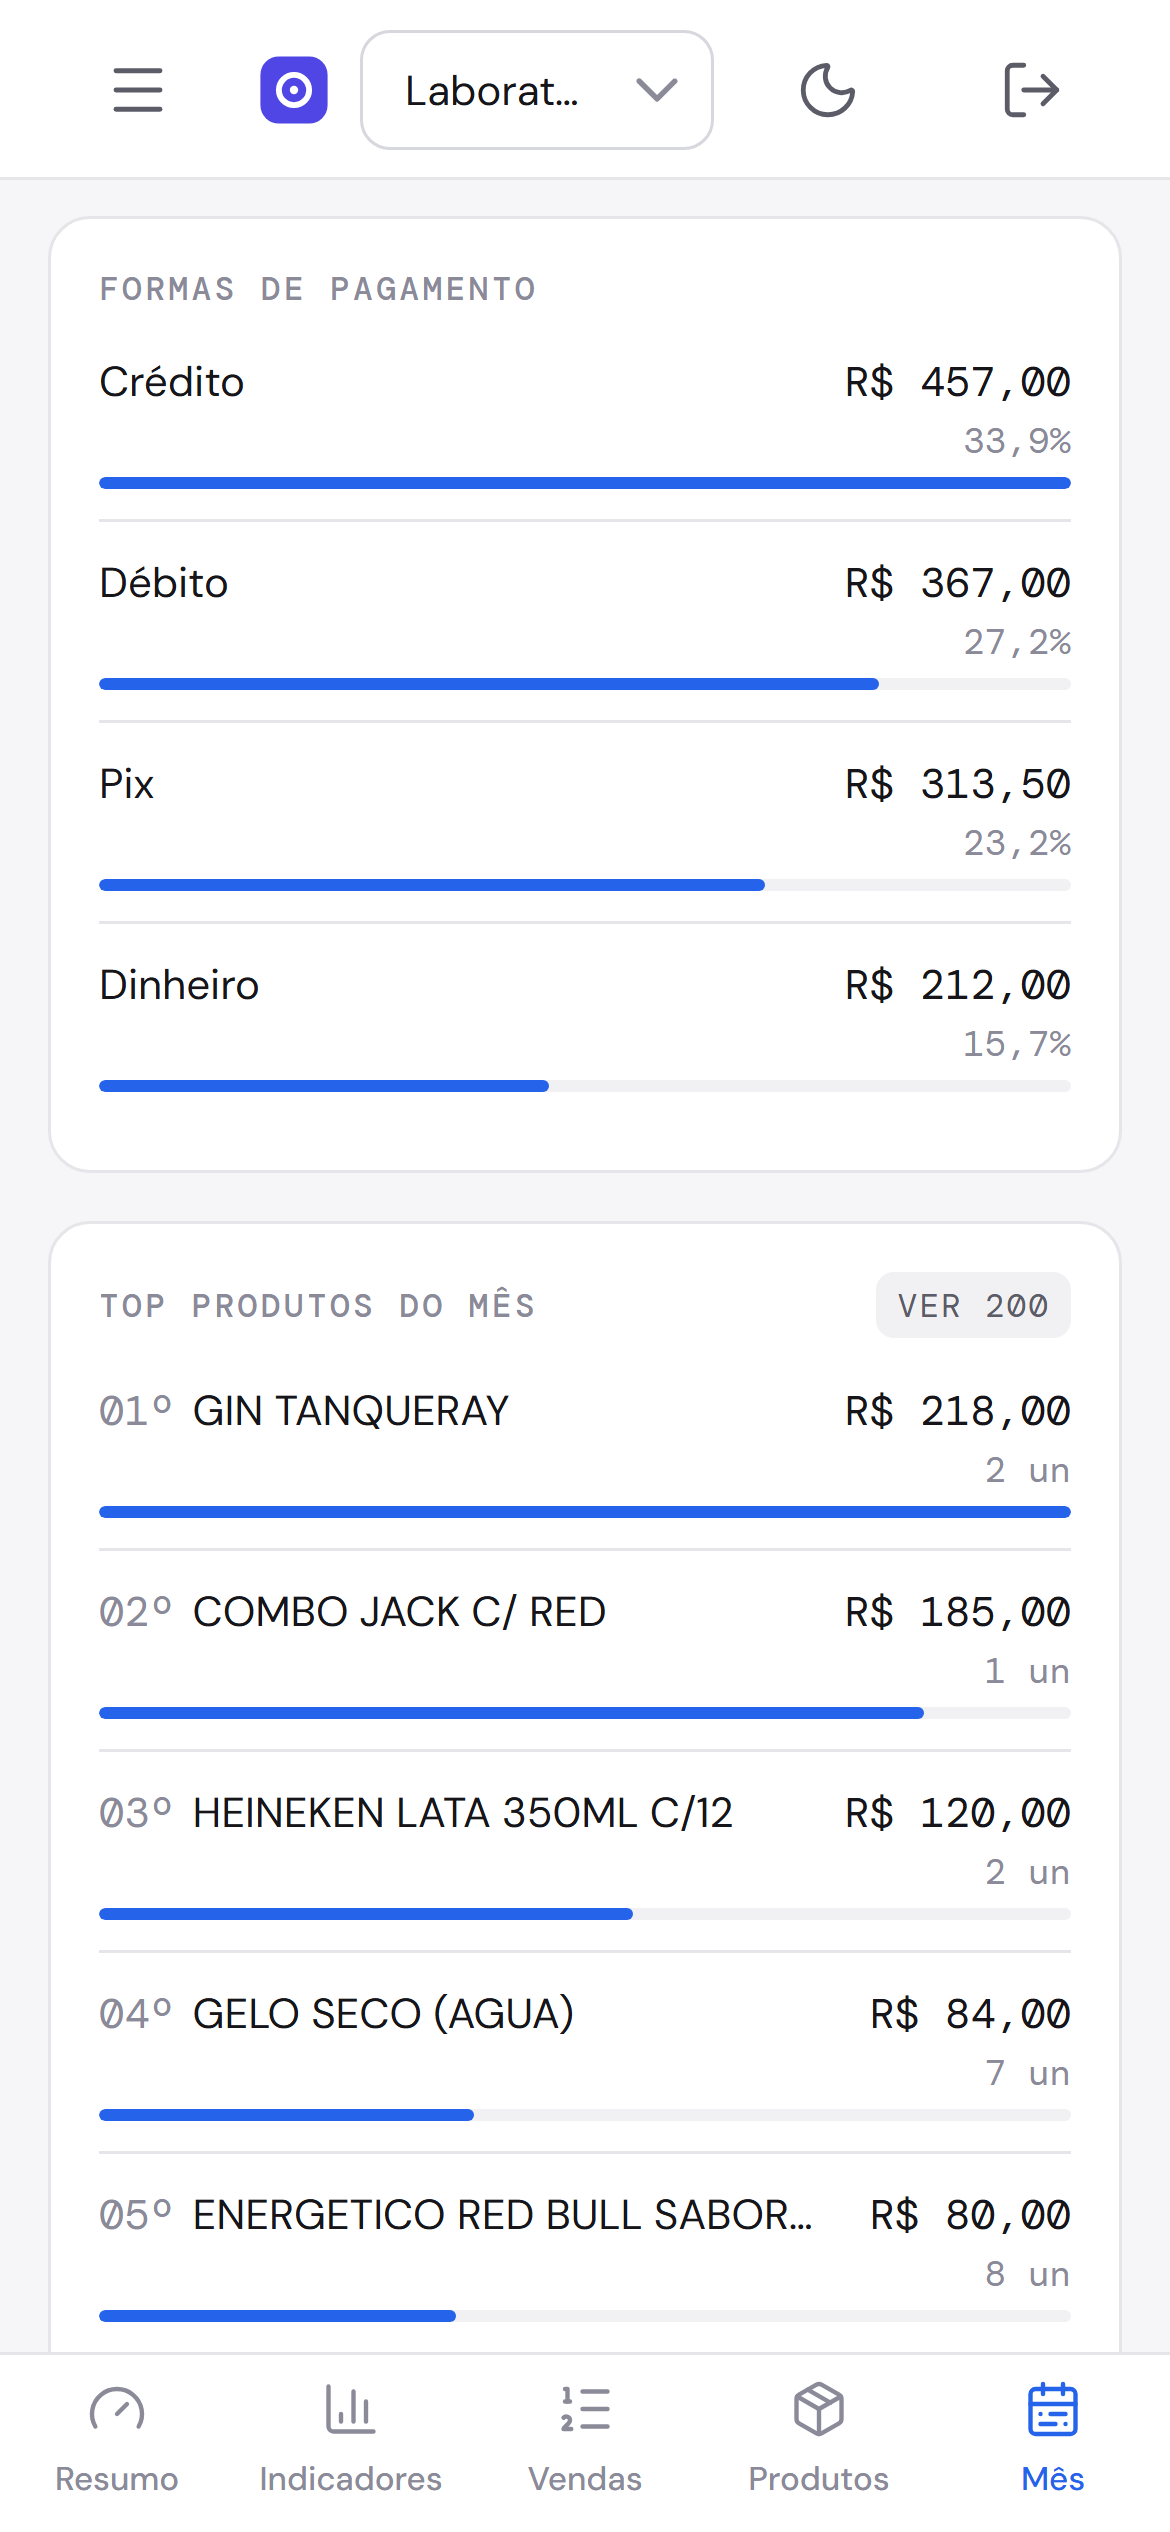 Laborat...
FORMAS DE PAGAMENTO
Crédito R$ 457,00
33,9%
Débito R$ 367,00
27,2%
Pix R$ 313,50
23,2%
Dinheiro R$ 212,00
15,7%
TOP PRODUTOS DO MÊS VER 200
01º GIN TANQUERAY R$ 218,00
2 un
02º COMBO JACK C/ RED R$ 185,00
1 un
03º HEINEKEN LATA 350ML C/12 R$ 120,00
2 un
04º GELO SECO (AGUA) R$ 84,00
7 un
05º ENERGETICO RED BULL SABOR... R$ 80,00
8 un
Resumo Indicadores Vendas Produtos Mês